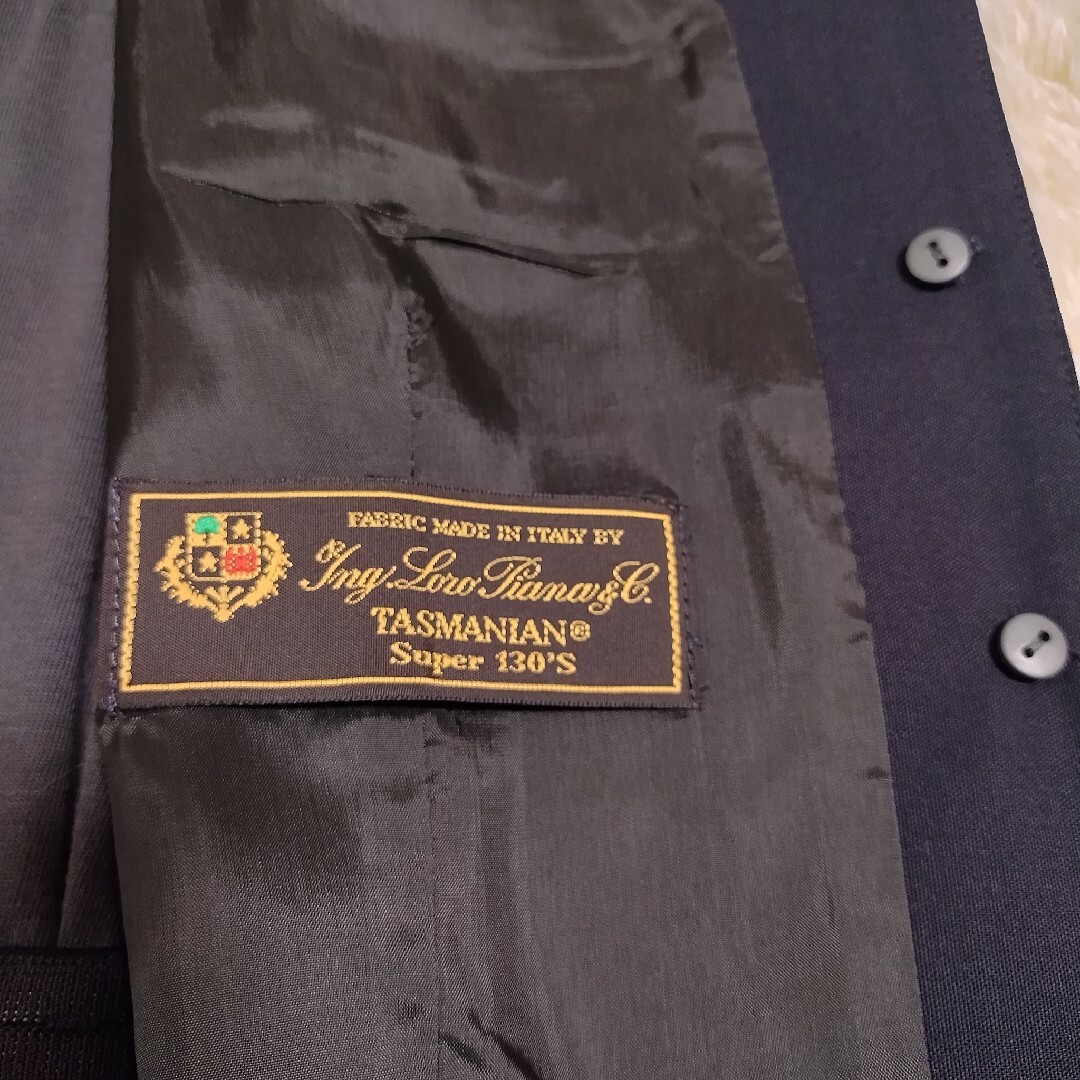 FABRIC MADE IN ITALY BY
Ing. Loro Piana & C.
TASMANIAN®
Super 130'S